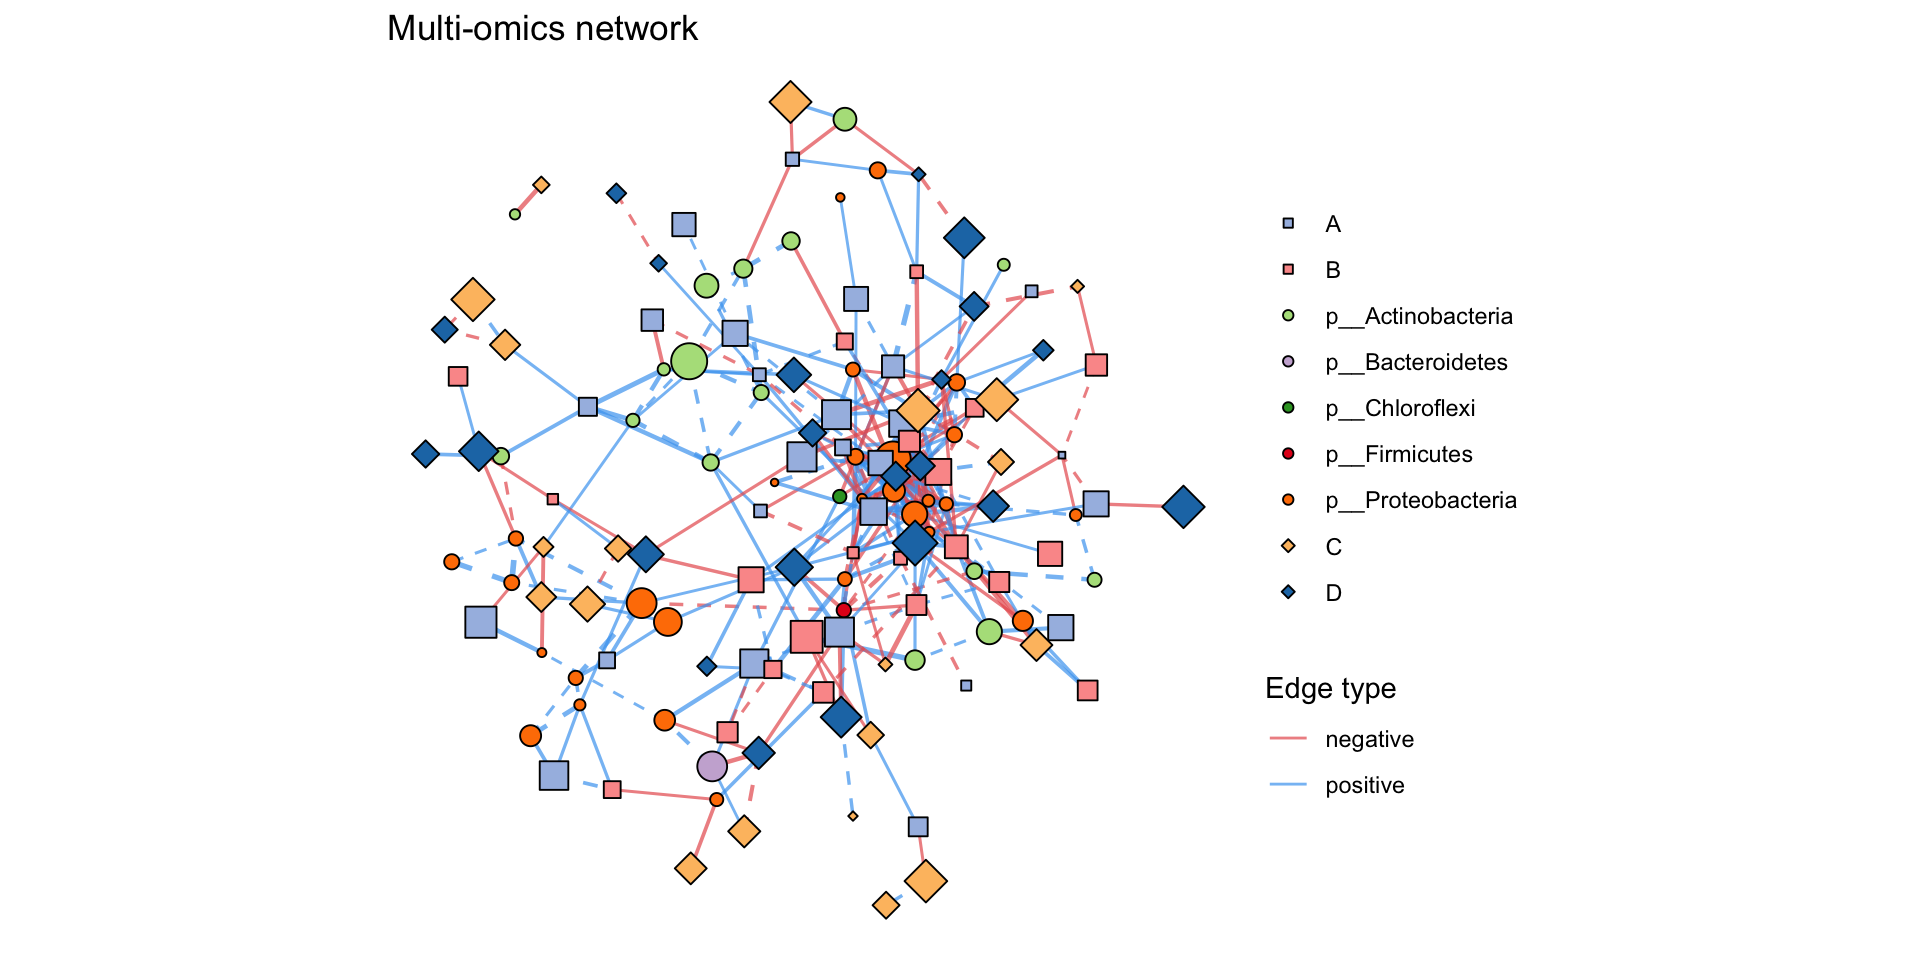 Multi-omics network
A
B
p__Actinobacteria
p__Bacteroidetes
p__Chloroflexi
p__Firmicutes
p__Proteobacteria
C
D
Edge type
negative
positive